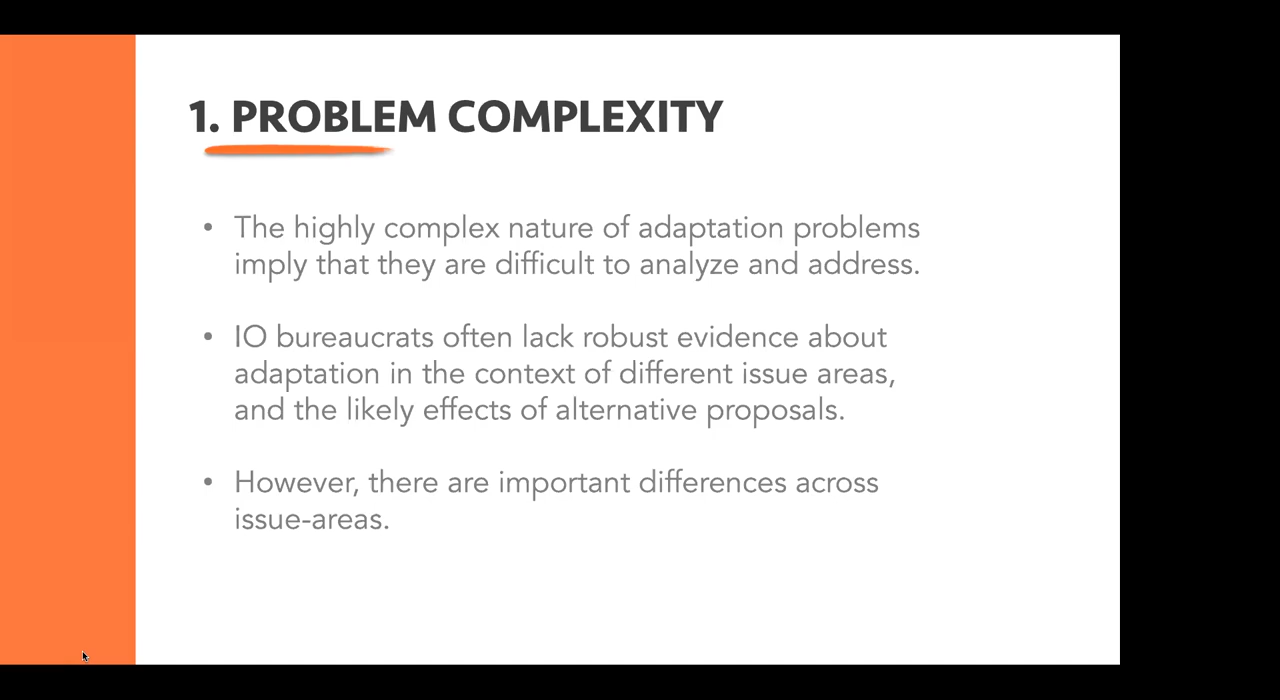 1. PROBLEM COMPLEXITY
• The highly complex nature of adaptation problems
imply that they are difficult to analyze and address.
• IO bureaucrats often lack robust evidence about
adaptation in the context of different issue areas,
and the likely effects of alternative proposals.
• However, there are important differences across
issue-areas.